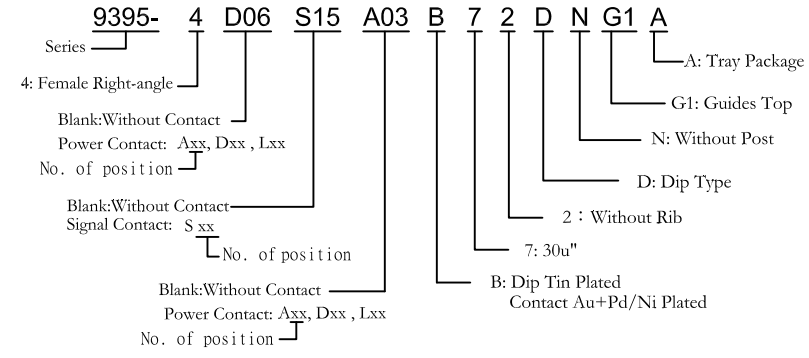 9395- 4 D06 S15 A03 B 7 2 D N G1 A
Series
A: Tray Package
4: Female Right-angle
G1: Guides Top
Blank:Without Contact
Power Contact: Axx, Dxx , Lxx
N: Without Post
No. of position
D: Dip Type
Blank:Without Contact
Signal Contact: S xx
2：Without Rib
No. of position
7: 30u"
Blank:Without Contact
B: Dip Tin Plated
Contact Au+Pd/Ni Plated
Power Contact: Axx, Dxx , Lxx
No. of position